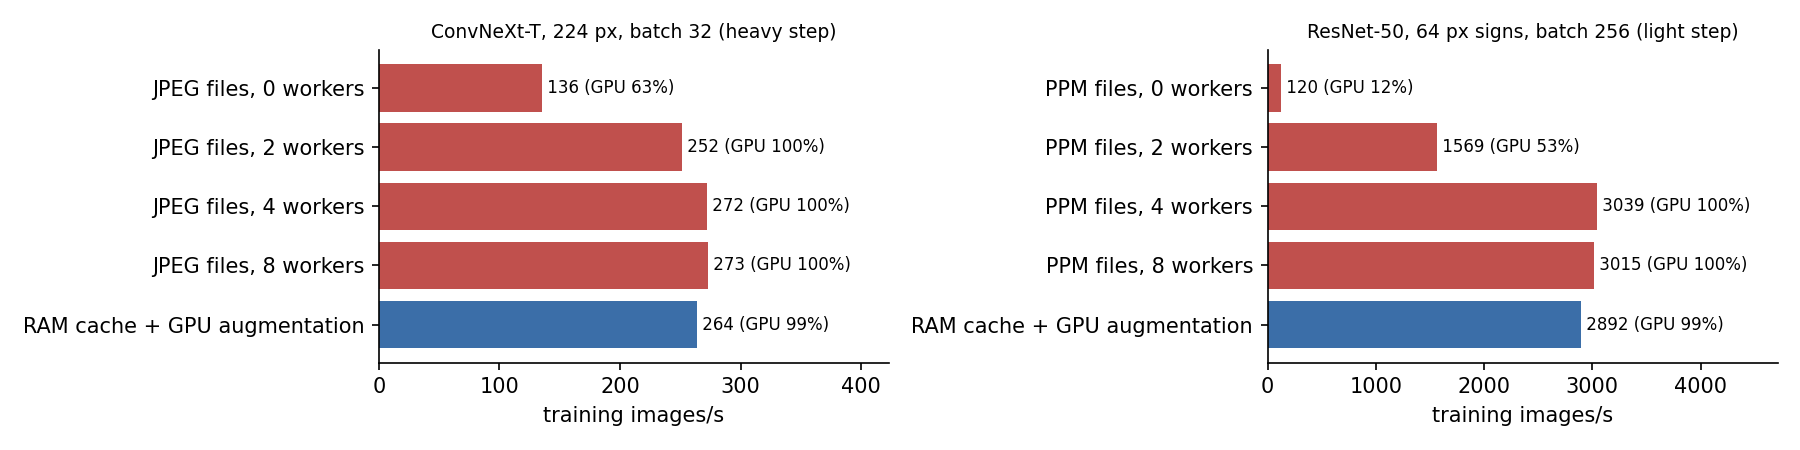 ConvNeXt-T, 224 px, batch 32 (heavy step)
JPEG files, 0 workers
136 (GPU 63%)
JPEG files, 2 workers
252 (GPU 100%)
JPEG files, 4 workers
272 (GPU 100%)
JPEG files, 8 workers
273 (GPU 100%)
RAM cache + GPU augmentation
264 (GPU 99%)
0 100 200 300 400
training images/s
ResNet-50, 64 px signs, batch 256 (light step)
PPM files, 0 workers
120 (GPU 12%)
PPM files, 2 workers
1569 (GPU 53%)
PPM files, 4 workers
3039 (GPU 100%)
PPM files, 8 workers
3015 (GPU 100%)
RAM cache + GPU augmentation
2892 (GPU 99%)
0 1000 2000 3000 4000
training images/s